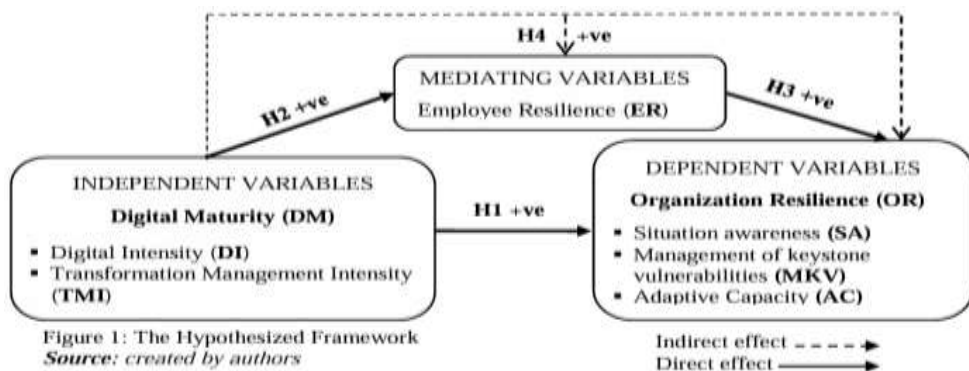 H4 +ve
MEDIATING VARIABLES
Employee Resilience (ER)
H2 +ve
H3 +ve
INDEPENDENT VARIABLES
Digital Maturity (DM)
▪ Digital Intensity (DI)
▪ Transformation Management Intensity
(TMI)
H1 +ve
DEPENDENT VARIABLES
Organization Resilience (OR)
▪ Situation awareness (SA)
▪ Management of keystone
vulnerabilities (MKV)
▪ Adaptive Capacity (AC)
Figure 1: The Hypothesized Framework
Source: created by authors
Indirect effect
Direct effect